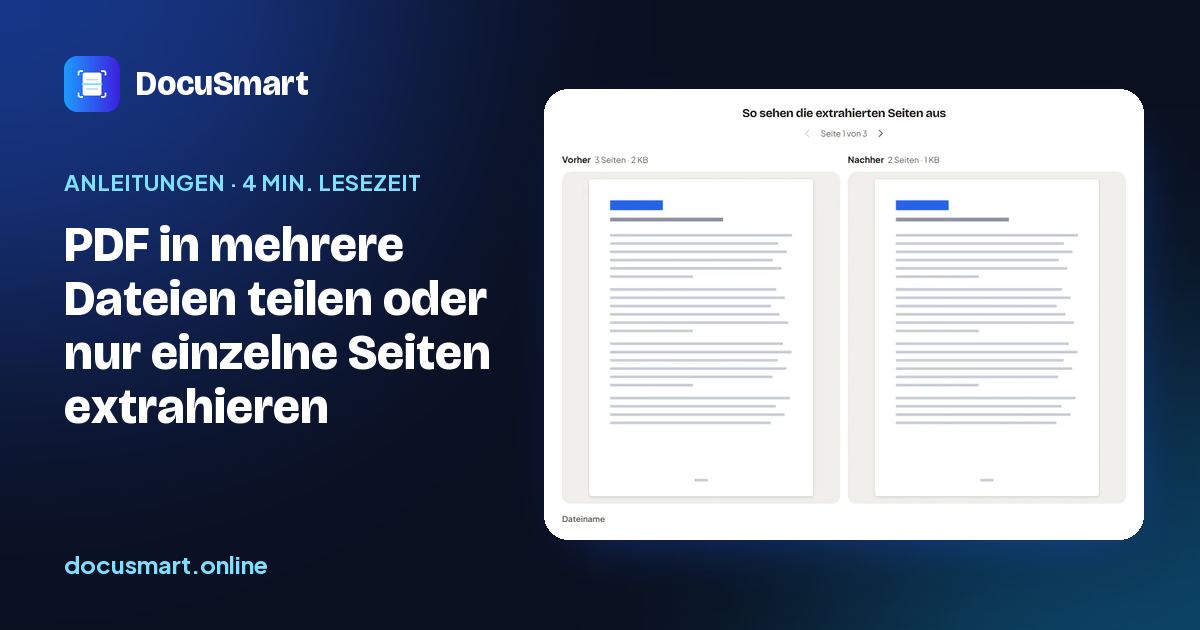 DocuSmart
ANLEITUNGEN · 4 MIN. LESEZEIT
PDF in mehrere
Dateien teilen oder
nur einzelne Seiten
extrahieren
docusmart.online
So sehen die extrahierten Seiten aus
Seite 1 von 3
Vorher 3 Seiten · 2 KB
Nachher 2 Seiten · 1 KB
Dateiname